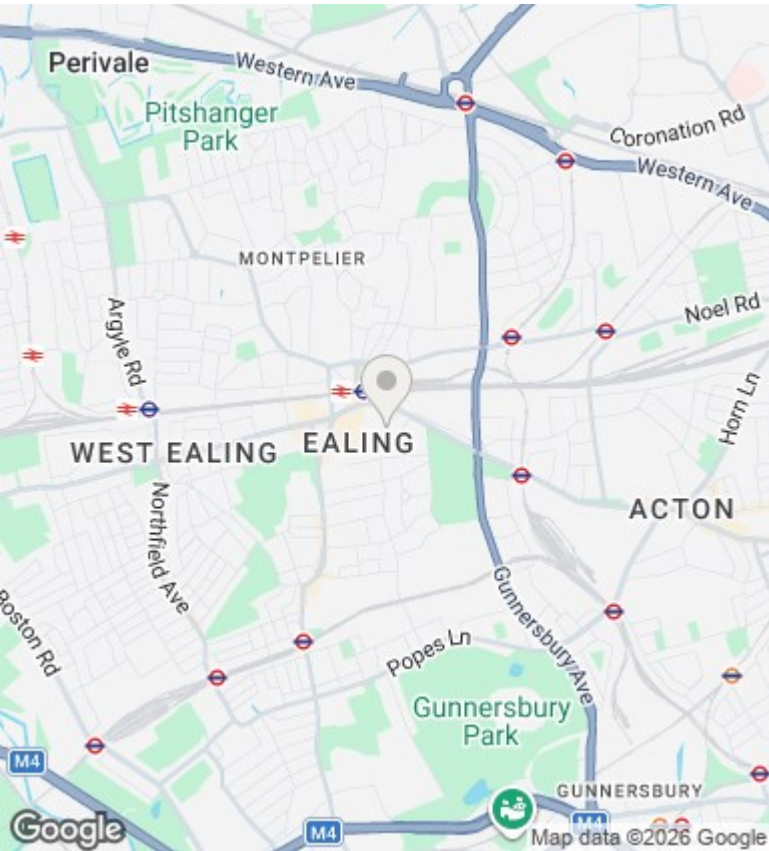 Perivale
Western Ave
Pitshanger
Park
Coronation Rd
Western Ave
MONTPELIER
Argyle Rd
Noel Rd
Horn Ln
WEST EALING
EALING
ACTON
Northfield Ave
Boston Rd
Popes Ln
Gunnersbury Ave
Gunnersbury
Park
M4
GUNNERSBURY
M4
M4
Google
Map data ©2026 Google